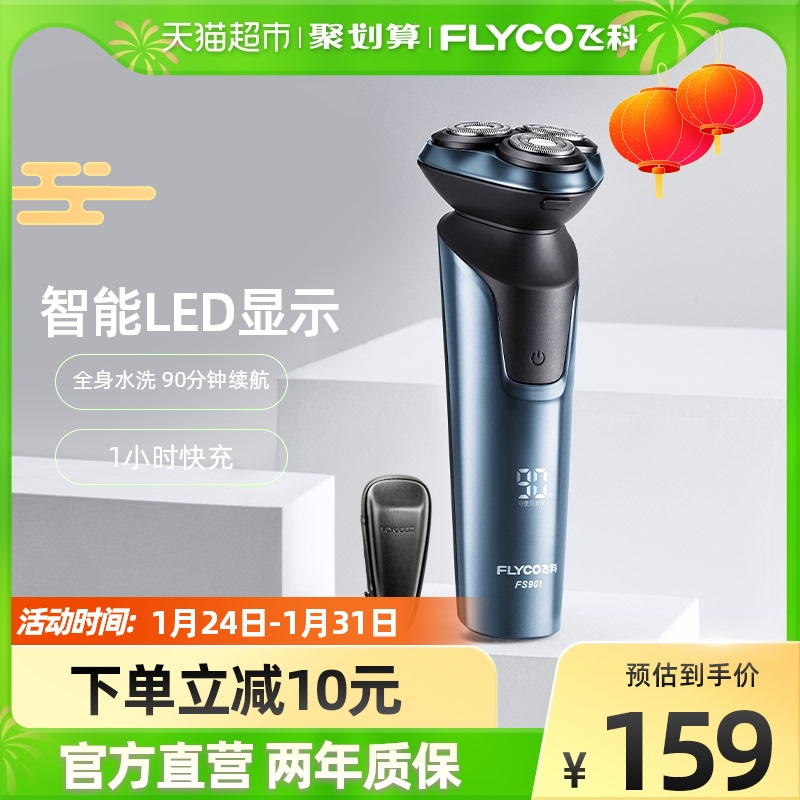 天猫超市 | 聚划算 | FLYCO飞科
智能LED显示
全身水洗 90分钟续航
1小时快充
90
FLYCO飞科
FS901
活动时间: 1月24日-1月31日
下单立减10元
预估到手价
¥159
官方直营 两年质保